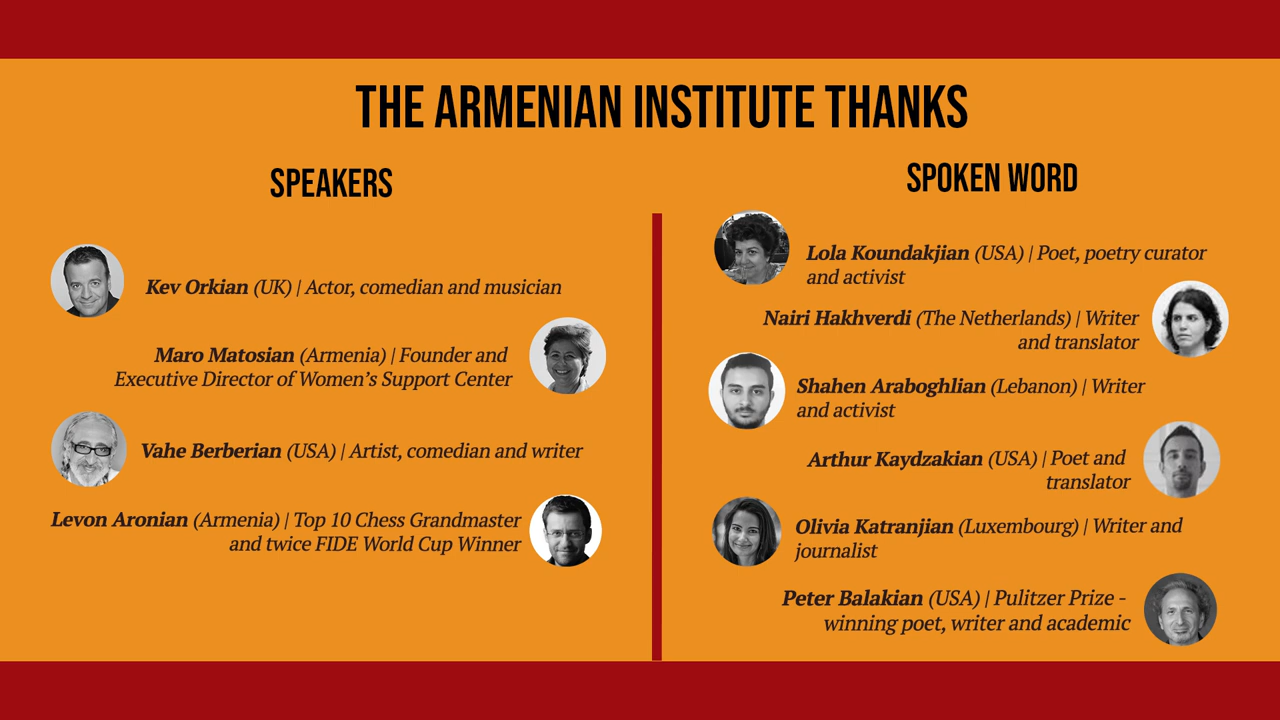 THE ARMENIAN INSTITUTE THANKS
SPEAKERS
Kev Orkian (UK) | Actor, comedian and musician
Maro Matosian (Armenia) | Founder and
Executive Director of Women's Support Center
Vahe Berberian (USA) | Artist, comedian and writer
Levon Aronian (Armenia) | Top 10 Chess Grandmaster
and twice FIDE World Cup Winner
SPOKEN WORD
Lola Koundakjian (USA) | Poet, poetry curator
and activist
Nairi Hakhverdi (The Netherlands) | Writer
and translator
Shahen Araboghlian (Lebanon) | Writer
and activist
Arthur Kaydzakian (USA) | Poet and
translator
Olivia Katranjian (Luxembourg) | Writer and
journalist
Peter Balakian (USA) | Pulitzer Prize -
winning poet, writer and academic